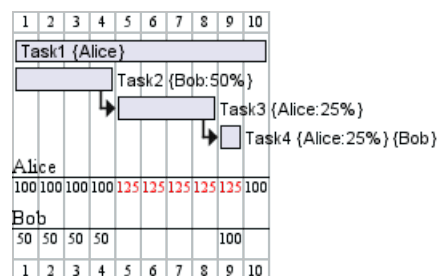 1 2 3 4 5 6 7 8 9 10
Task1 {Alice}
Task2 {Bob:50%}
Task3 {Alice:25%}
Task4 {Alice:25%} {Bob}
Alice
100 100 100 100 125 125 125 125 125 100
Bob
50 50 50 50 100
1 2 3 4 5 6 7 8 9 10